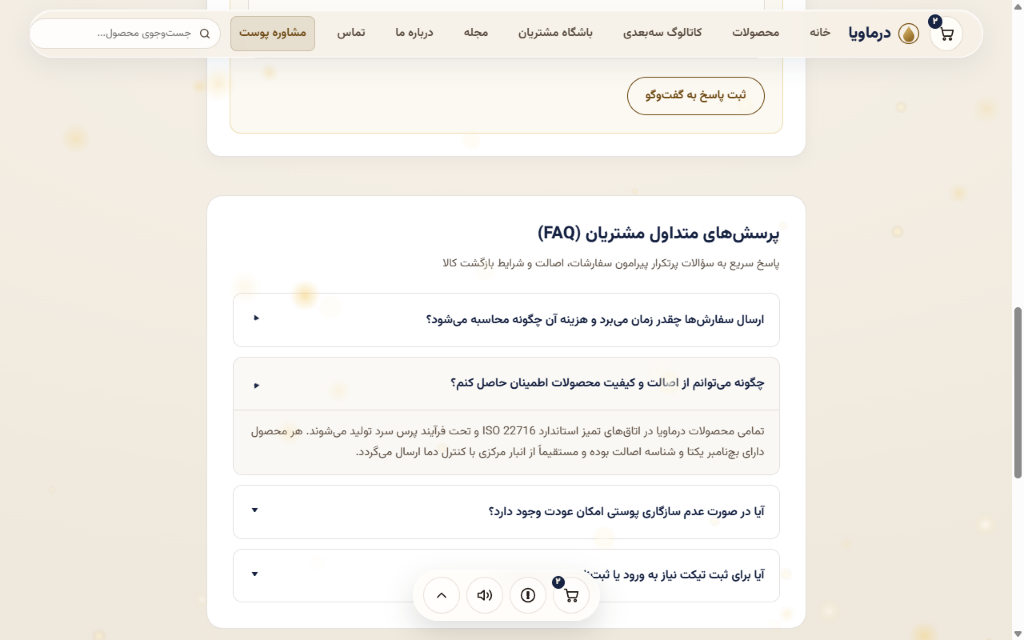 ۲
درماویا
خانه
محصولات
کاتالوگ سه‌بعدی
باشگاه مشتریان
مجله
درباره ما
تماس
مشاوره پوست
جست‌وجوی محصول...
ثبت پاسخ به گفت‌وگو
پرسش‌های متداول مشتریان (FAQ)
پاسخ سریع به سؤالات پرتکرار پیرامون سفارشات، اصالت و شرایط بازگشت کالا
ارسال سفارش‌ها چقدر زمان می‌برد و هزینه آن چگونه محاسبه می‌شود؟
چگونه می‌توانم از اصالت و کیفیت محصولات اطمینان حاصل کنم؟
تمامی محصولات درماویا در اتاق‌های تمیز استاندارد ISO 22716 و تحت فرآیند پرس سرد تولید می‌شوند. هر محصول
دارای بچ‌نامبر یکتا و شناسه اصالت بوده و مستقیماً از انبار مرکزی با کنترل دما ارسال می‌گردد.
آیا در صورت عدم سازگاری پوستی امکان عودت وجود دارد؟
آیا برای ثبت تیکت نیاز به ورود یا
۲